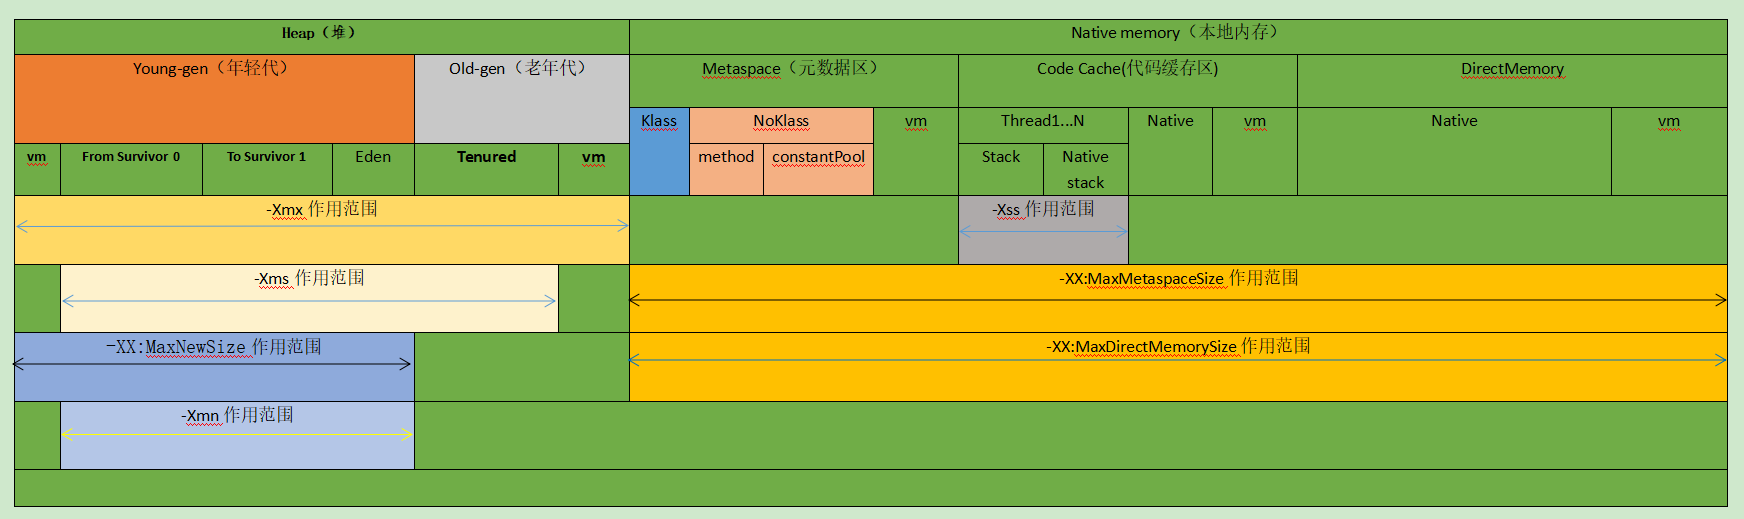 Heap（堆）
Native memory（本地内存）
Young-gen（年轻代）
Old-gen（老年代）
Metaspace（元数据区）
Code Cache(代码缓存区)
DirectMemory
Klass
NoKlass
vm
Thread1...N
Native
vm
Native
vm
vm
From Survivor 0
To Survivor 1
Eden
Tenured
vm
method
constantPool
Stack
Native
stack
-Xmx 作用范围
-Xss 作用范围
-Xms 作用范围
-XX:MaxMetaspaceSize 作用范围
-XX:MaxNewSize 作用范围
-XX:MaxDirectMemorySize 作用范围
-Xmn 作用范围